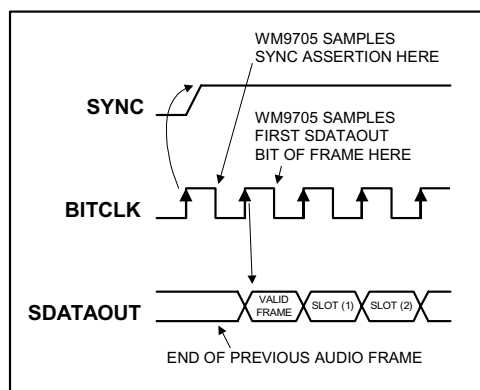 WM9705 SAMPLES
SYNC ASSERTION HERE
SYNC
WM9705 SAMPLES
FIRST SDATAOUT
BIT OF FRAME HERE
BITCLK
SDATAOUT
VALID
FRAME
SLOT (1)
SLOT (2)
END OF PREVIOUS AUDIO FRAME